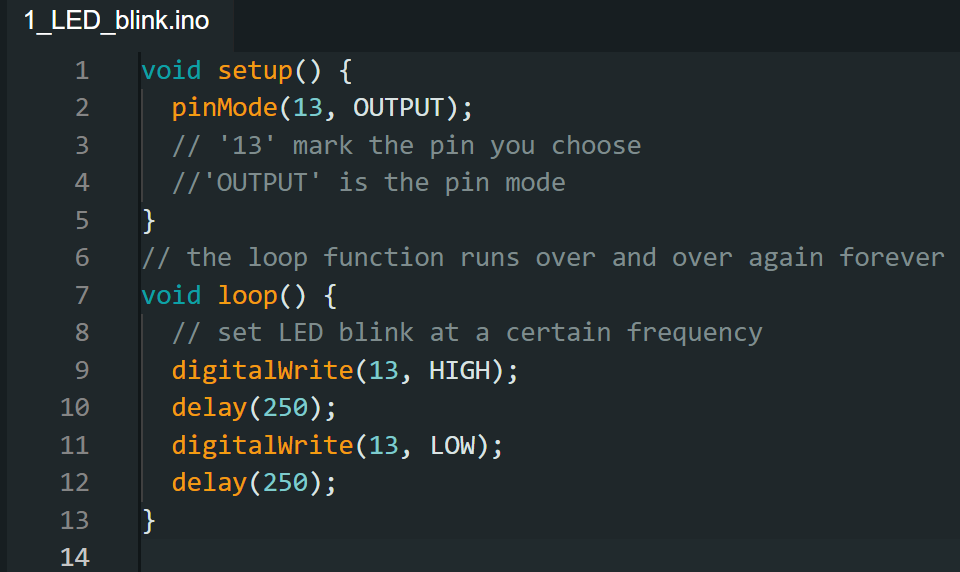 1_LED_blink.ino
1 void setup() {
2 pinMode(13, OUTPUT);
3 // '13' mark the pin you choose
4 //'OUTPUT' is the pin mode
5 }
6 // the loop function runs over and over again forever
7 void loop() {
8 // set LED blink at a certain frequency
9 digitalWrite(13, HIGH);
10 delay(250);
11 digitalWrite(13, LOW);
12 delay(250);
13 }
14